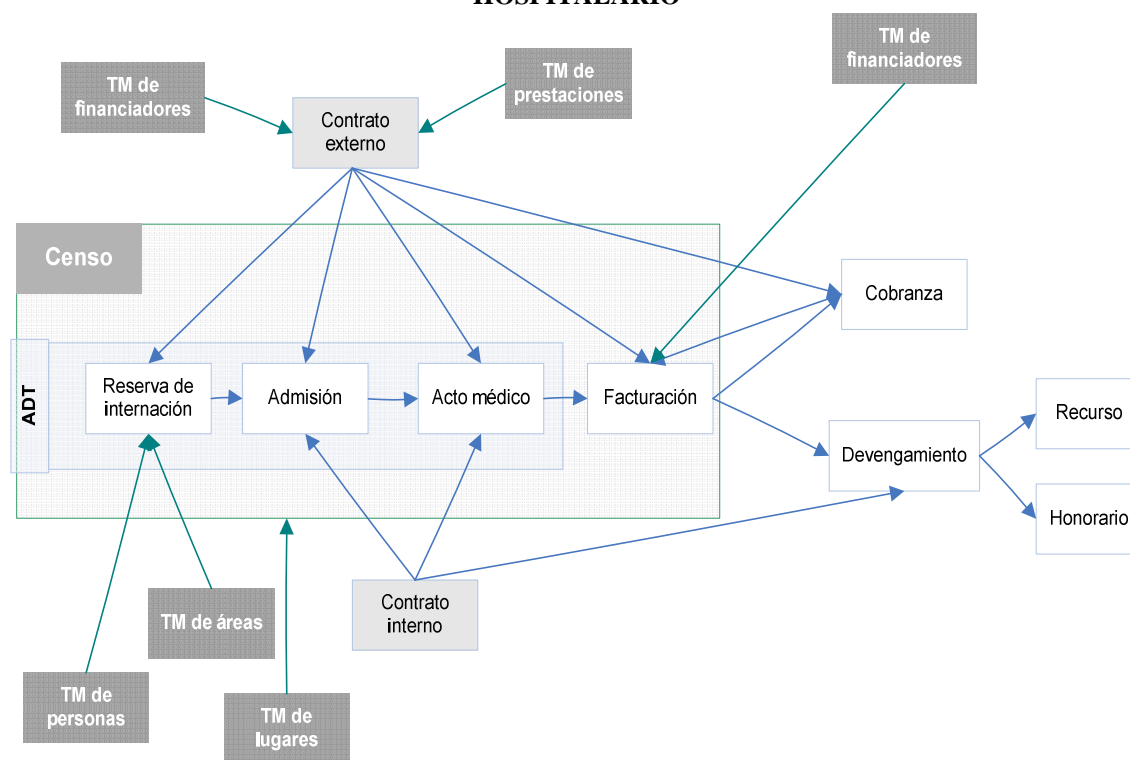 HOSPITALARIO
TM de
financiadores
TM de
prestaciones
TM de
financiadores
Contrato
externo
Censo
Cobranza
ADT
Reserva de
internación
Admisión
Acto médico
Facturación
Recurso
Devengamiento
Honorario
Contrato
interno
TM de áreas
TM de
personas
TM de
lugares